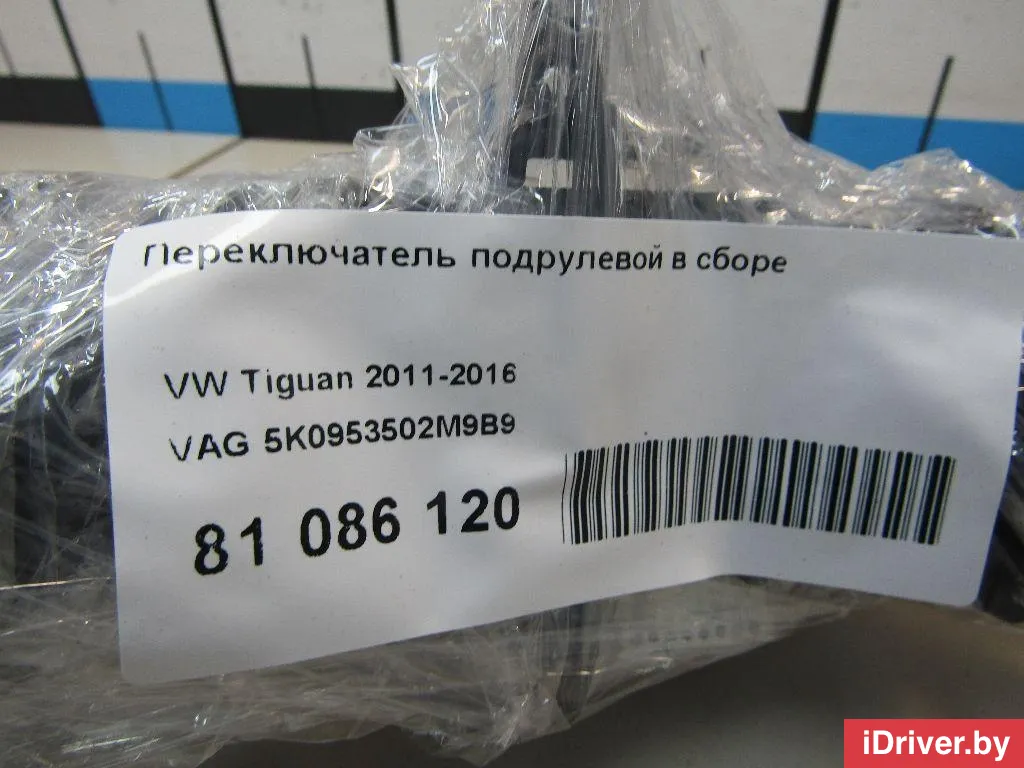 Переключатель подрулевой в сборе
VW Tiguan 2011-2016
VAG 5K0953502M9B9
81 086 120
iDriver.by